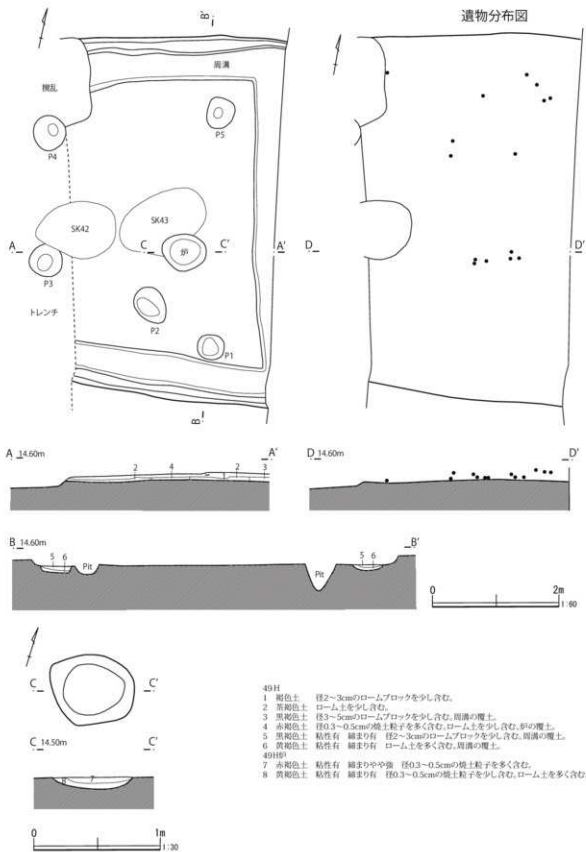 遺物分布図
B'
周溝
撹乱
P4
P5
SK42
SK43
A
C
C'
A'
炉
P3
トレンチ
P2
P1
B
D
D'
A 14.60m
A'
2
4
1
2
3
D 14.60m
D'
B 14.60m
B'
5 6
Pit
Pit
5 6
0
2m
1:60
C
C'
C 14.50m
C'
8
7
0
1m
1:30
49H
1 褐色土 径2~3cmのロームブロックを少し含む。
2 茶褐色土 ローム土を少し含む。
3 黒褐色土 径3~5cmのロームブロックを少し含む。周溝の覆土。
4 赤褐色土 径0.3~0.5cmの焼土粒子を多く含む。ローム土を少し含む。炉の覆土。
5 黒褐色土 粘性有 締まり有 径2~3cmのロームブロックを少し含む。周溝の覆土。
6 黄褐色土 粘性有 締まり有 ローム土を多く含む。周溝の覆土。
49H炉
7 赤褐色土 粘性有 締まりやや強 径0.3~0.5cmの焼土粒子を多く含む。
8 黄褐色土 粘性有 締まり有 径0.3~0.5cmの焼土粒子を少し含む。ローム土を多く含む